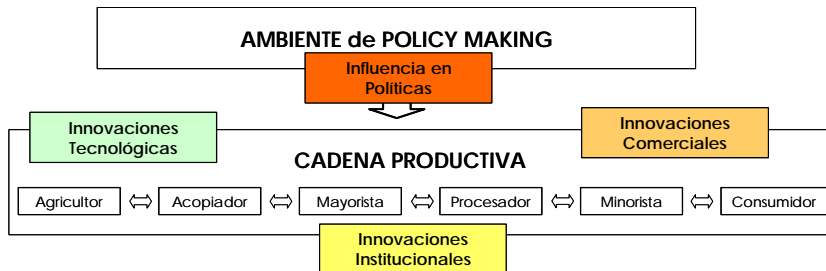 AMBIENTE de POLICY MAKING
Influencia en
Políticas
Innovaciones
Tecnológicas
Innovaciones
Comerciales
CADENA PRODUCTIVA
Agricultor
Acopiador
Mayorista
Procesador
Minorista
Consumidor
Innovaciones
Institucionales